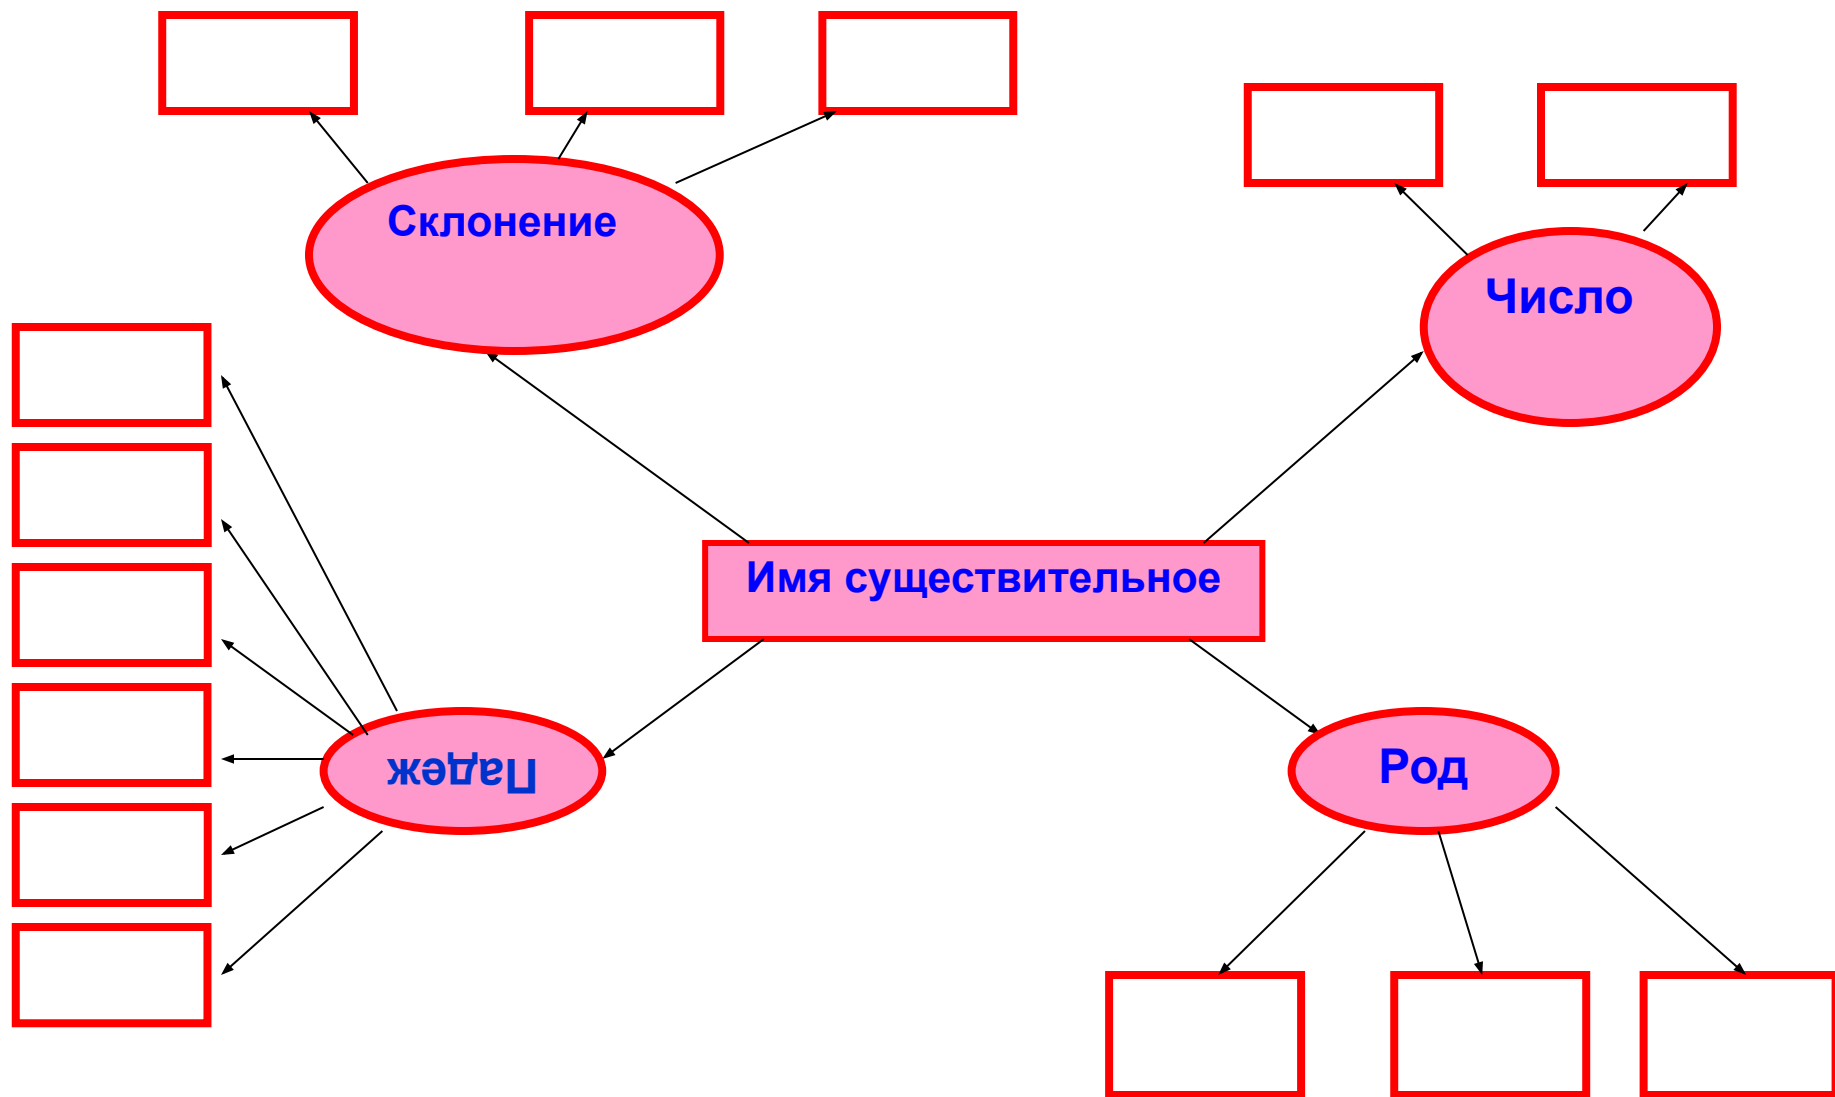 Склонение
Число
Имя существительное
Падеж
Род